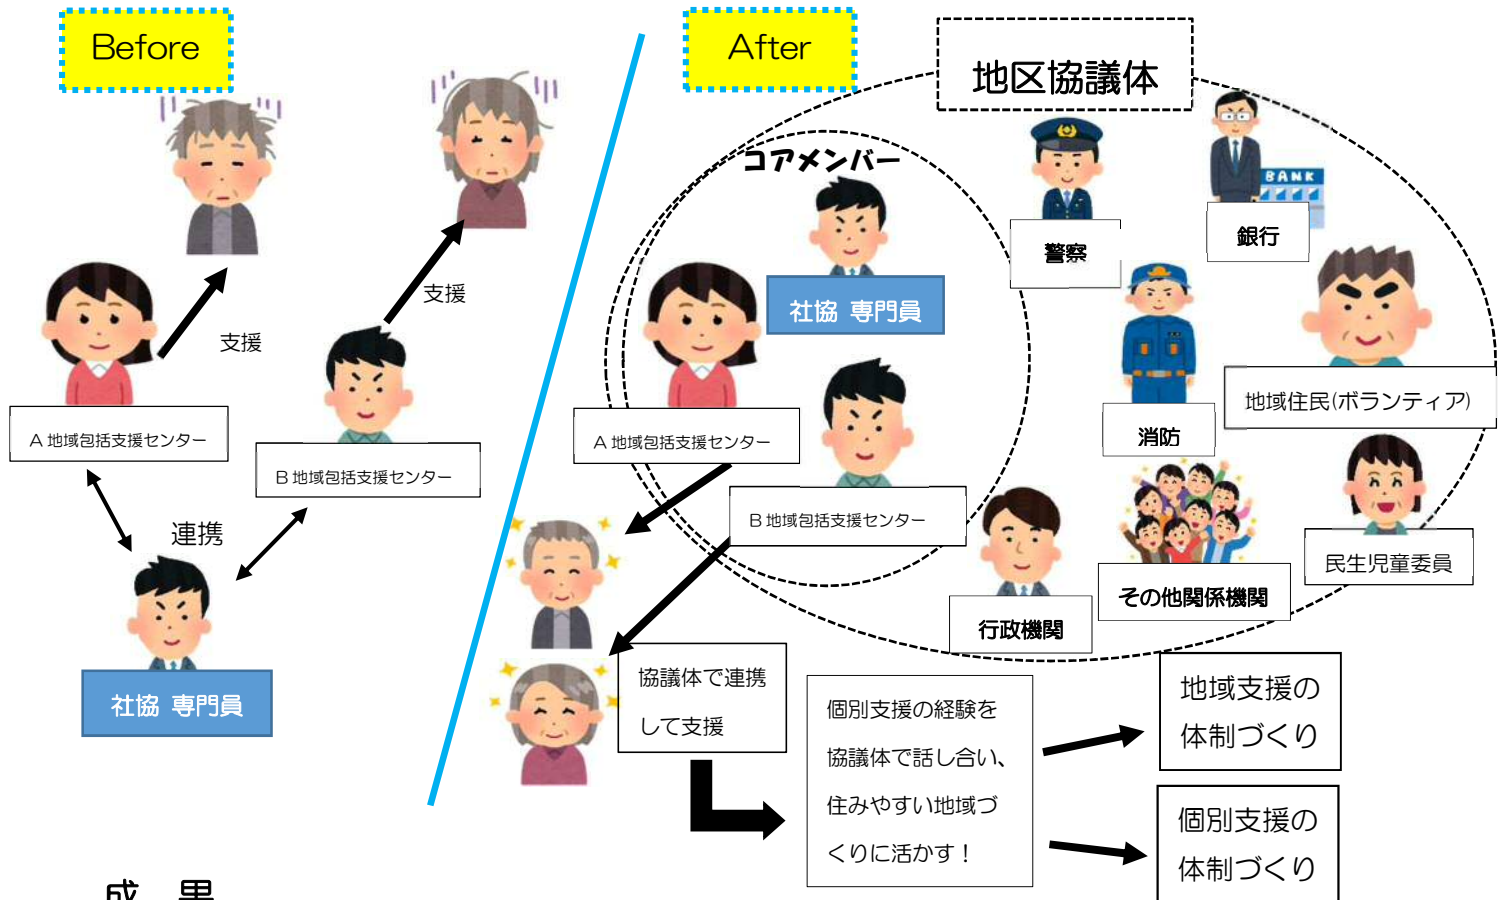 Before
支援
支援
A 地域包括支援センター
B 地域包括支援センター
連携
社協 専門員
After
地区協議体
コアメンバー
社協 専門員
A 地域包括支援センター
B 地域包括支援センター
警察
BANK
銀行
消防
地域住民(ボランティア)
民生児童委員
その他関係機関
行政機関
協議体で連携
して支援
個別支援の経験を
協議体で話し合い、
住みやすい地域づ
くりに活かす！
地域支援の
体制づくり
個別支援の
体制づくり
成 果